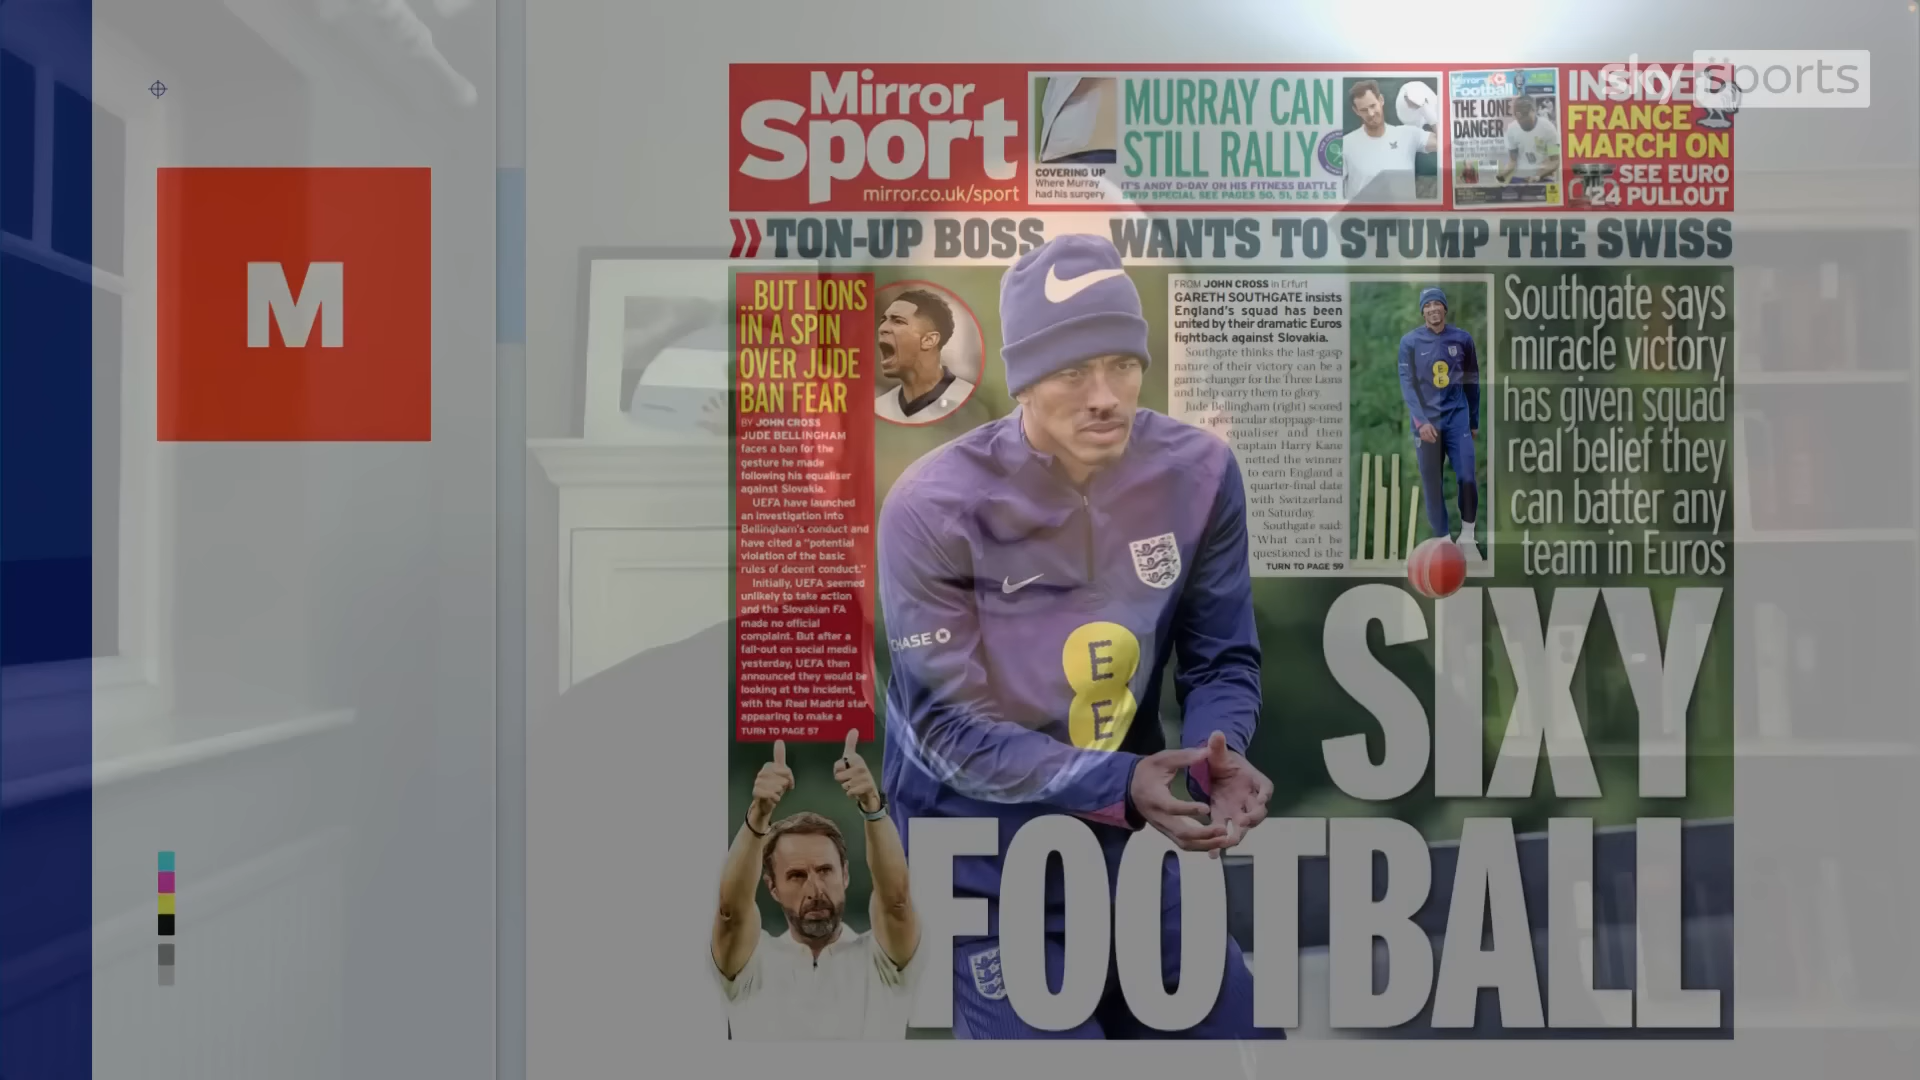 sky sports
M
Mirror
Sport
mirror.co.uk/sport
COVERING UP
Where Murray
had his surgery
MURRAY CAN
STILL RALLY
IT'S ANDY D-DAY ON HIS FITNESS BATTLE
SW19 SPECIAL SEE PAGES 50, 51, 52 & 53
Mirror
Football
THE LONE
DANGER
INSIDE
FRANCE
MARCH ON
SEE EURO
24 PULLOUT
TON-UP BOSS WANTS TO STUMP THE SWISS
..BUT LIONS
IN A SPIN
OVER JUDE
BAN FEAR
BY JOHN CROSS
JUDE BELLINGHAM
faces a ban for the
gesture he made
following his equaliser
against Slovakia.
UEFA have launched
an investigation into
Bellingham's conduct and
have cited a "potential
violation of the basic
rules of decent conduct."
Initially, UEFA seemed
unlikely to take action
and the Slovakian FA
made no official
complaint. But after a
fall-out on social media
yesterday, UEFA then
announced they would be
looking at the incident,
with the Real Madrid star
appearing to make a
TURN TO PAGE 57
FROM JOHN CROSS in Erfurt
GARETH SOUTHGATE insists
England's squad has been
united by their dramatic Euros
fightback against Slovakia.
Southgate thinks the last-gasp
nature of their victory can be a
game-changer for the Three Lions
and help carry them to glory.
Jude Bellingham (right) scored
a spectacular stoppage-time
equaliser and then
captain Harry Kane
netted the winner
to earn England a
quarter-final date
with Switzerland
on Saturday.
Southgate said:
"What can't be
questioned is the
TURN TO PAGE 59
Southgate says
miracle victory
has given squad
real belief they
can batter any
team in Euros
CHASE
E
E
SIXY
FOOTBALL